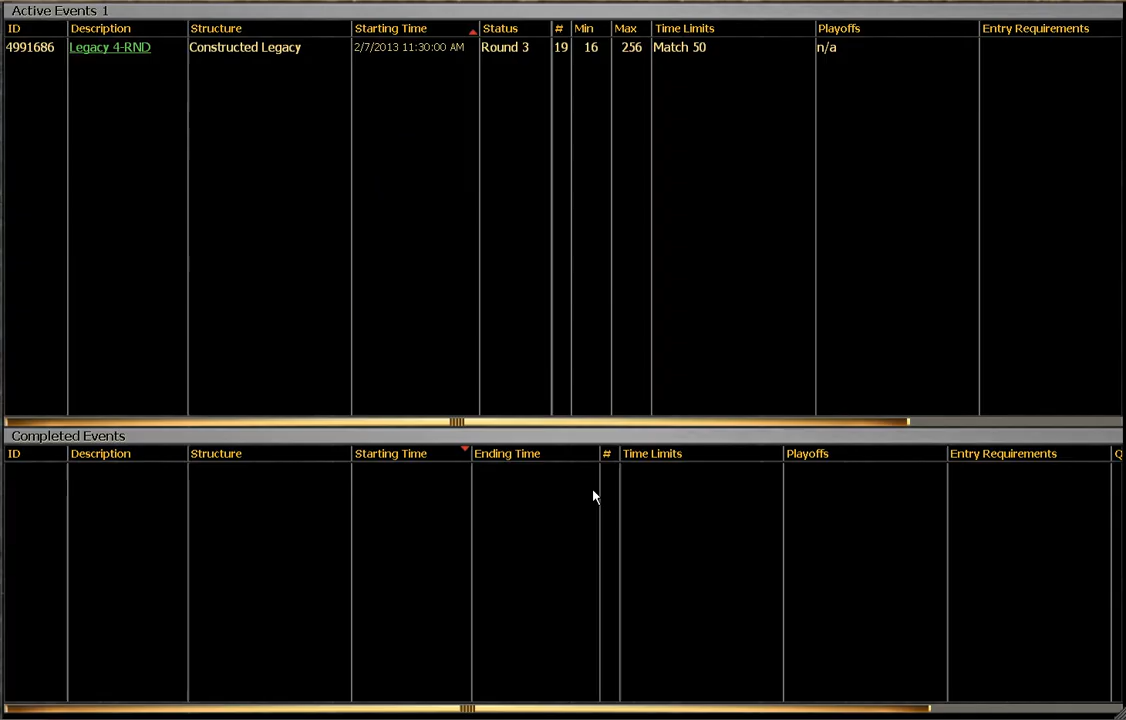 Active Events 1
ID Description Structure Starting Time Status # Min Max Time Limits Playoffs Entry Requirements
4991686 Legacy 4-RND Constructed Legacy 2/7/2013 11:30:00 AM Round 3 19 16 256 Match 50 n/a
Completed Events
ID Description Structure Starting Time Ending Time # Time Limits Playoffs Entry Requirements Q